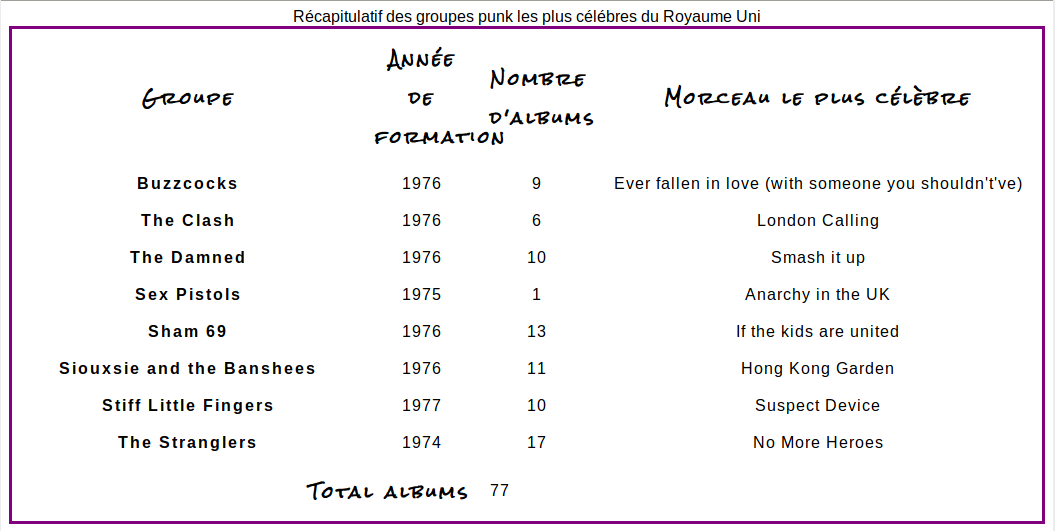 Récapitulatif des groupes punk les plus célébres du Royaume Uni
Groupe Année de formation Nombre d'albums Morceau le plus célèbre
Buzzcocks 1976 9 Ever fallen in love (with someone you shouldn't've)
The Clash 1976 6 London Calling
The Damned 1976 10 Smash it up
Sex Pistols 1975 1 Anarchy in the UK
Sham 69 1976 13 If the kids are united
Siouxsie and the Banshees 1976 11 Hong Kong Garden
Stiff Little Fingers 1977 10 Suspect Device
The Stranglers 1974 17 No More Heroes
Total albums 77